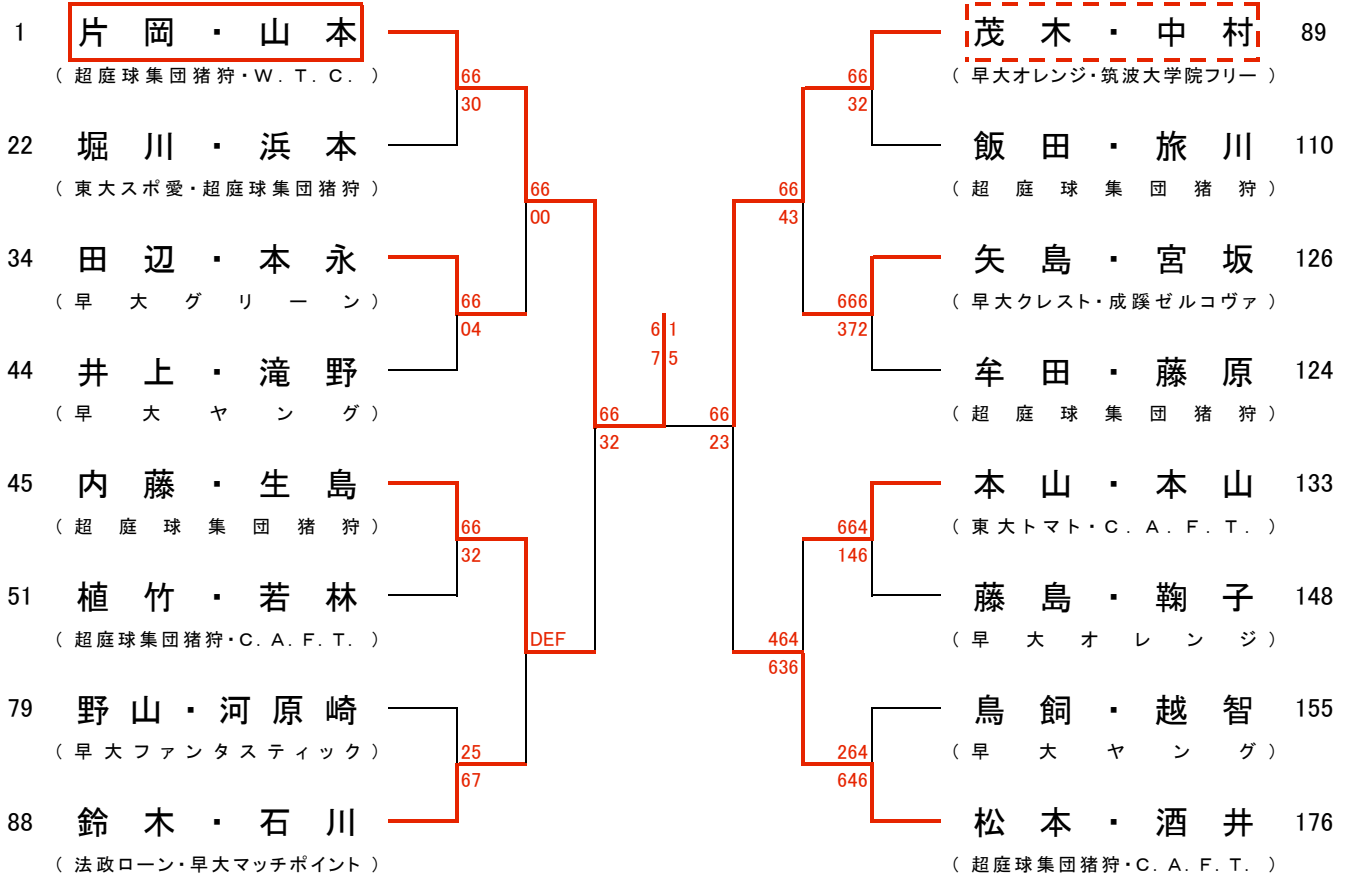 1 片岡・山本
(超庭球集団猪狩・W.T.C.)
66
30
22 堀川・浜本
(東大スポ愛・超庭球集団猪狩)
66
00
34 田辺・本永
(早大グリーン)
66
04
44 井上・滝野
(早大ヤング)
66
32
45 内藤・生島
(超庭球集団猪狩)
66
32
51 植竹・若林
(超庭球集団猪狩・C.A.F.T.)
DEF
79 野山・河原崎
(早大ファンタスティック)
25
67
88 鈴木・石川
(法政ローン・早大マッチポイント)
6 1
7 5
茂木・中村 89
(早大オレンジ・筑波大学院フリー)
66
32
飯田・旅川 110
(超庭球集団猪狩)
66
43
矢島・宮坂 126
(早大クレスト・成蹊ゼルコヴァ)
666
372
牟田・藤原 124
(超庭球集団猪狩)
66
23
本山・本山 133
(東大トマト・C.A.F.T.)
664
146
藤島・鞠子 148
(早大オレンジ)
464
636
鳥飼・越智 155
(早大ヤング)
264
646
松本・酒井 176
(超庭球集団猪狩・C.A.F.T.)